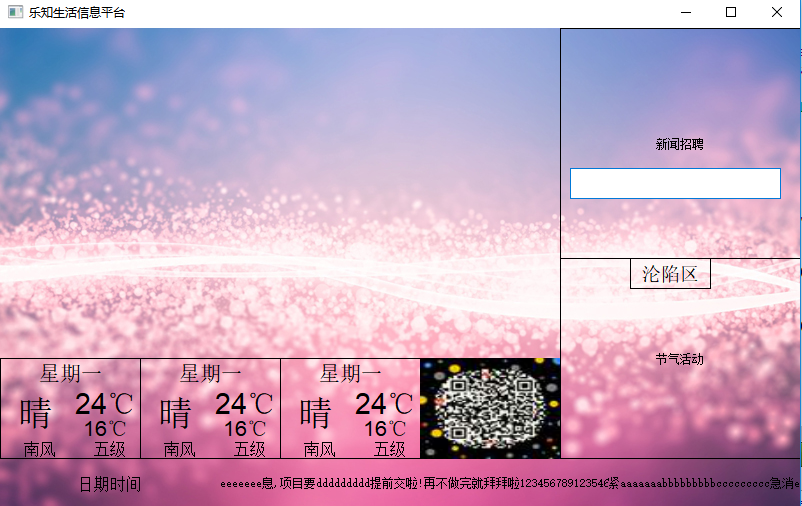 乐知生活信息平台
新闻招聘
沦陷区
节气活动
星期一 星期一 星期一
晴 24℃ 晴 24℃ 晴 24℃
16℃ 16℃ 16℃
南风 五级 南风 五级 南风 五级
日期时间 eeeeeee息,项目要ddddddddd提前交啦!再不做完就拜拜啦12345678912354紧aaaaaaabbbbbbbbbccccccccc急消e